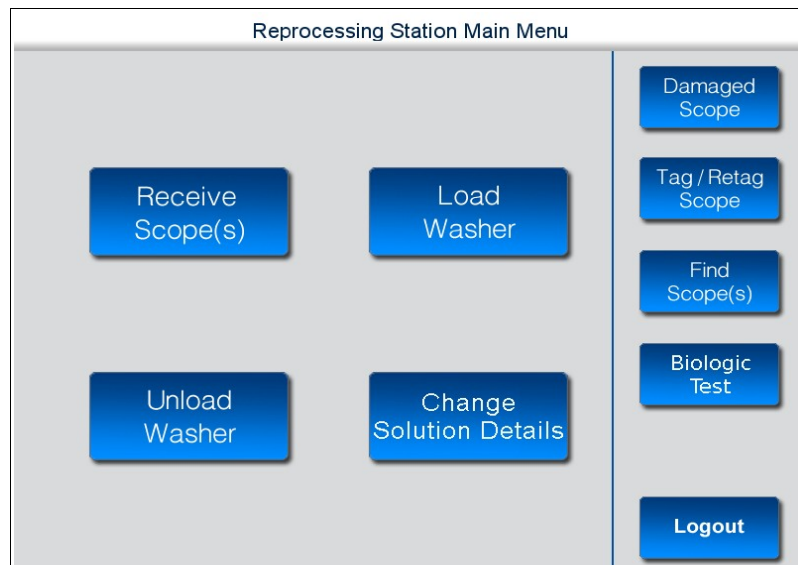 Reprocessing Station Main Menu
Receive
Scope(s)
Load
Washer
Unload
Washer
Change
Solution Details
Damaged
Scope
Tag / Retag
Scope
Find
Scope(s)
Biologic
Test
Logout